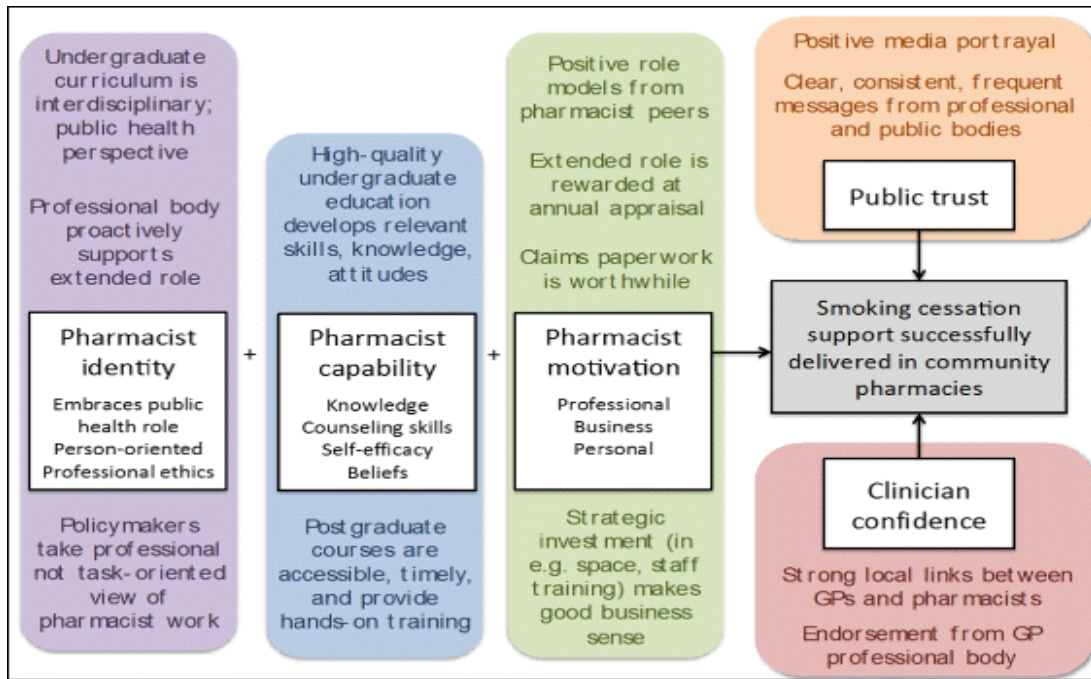 Undergraduate
curriculum is
interdisciplinary;
public health
perspective
Professional body
proactively
supports
extended role
Pharmacist
identity
Embraces public
health role
Person-oriented
Professional ethics
Policymakers
take professional
not task-oriented
view of
pharmacist work
+
High-quality
undergraduate
education
develops relevant
skills, knowledge,
attitudes
Pharmacist
capability
Knowledge
Counseling skills
Self-efficacy
Beliefs
Postgraduate
courses are
accessible, timely,
and provide
hands-on training
+
Positive role
models from
pharmacist peers
Extended role is
rewarded at
annual appraisal
Claims paperwork
is worthwhile
Pharmacist
motivation
Professional
Business
Personal
Strategic
investment (in
e.g. space, staff
training) makes
good business
sense
Positive media portrayal
Clear, consistent, frequent
messages from professional
and public bodies
Public trust
Smoking cessation
support successfully
delivered in community
pharmacies
Clinician
confidence
Strong local links between
GPs and pharmacists
Endorsement from GP
professional body